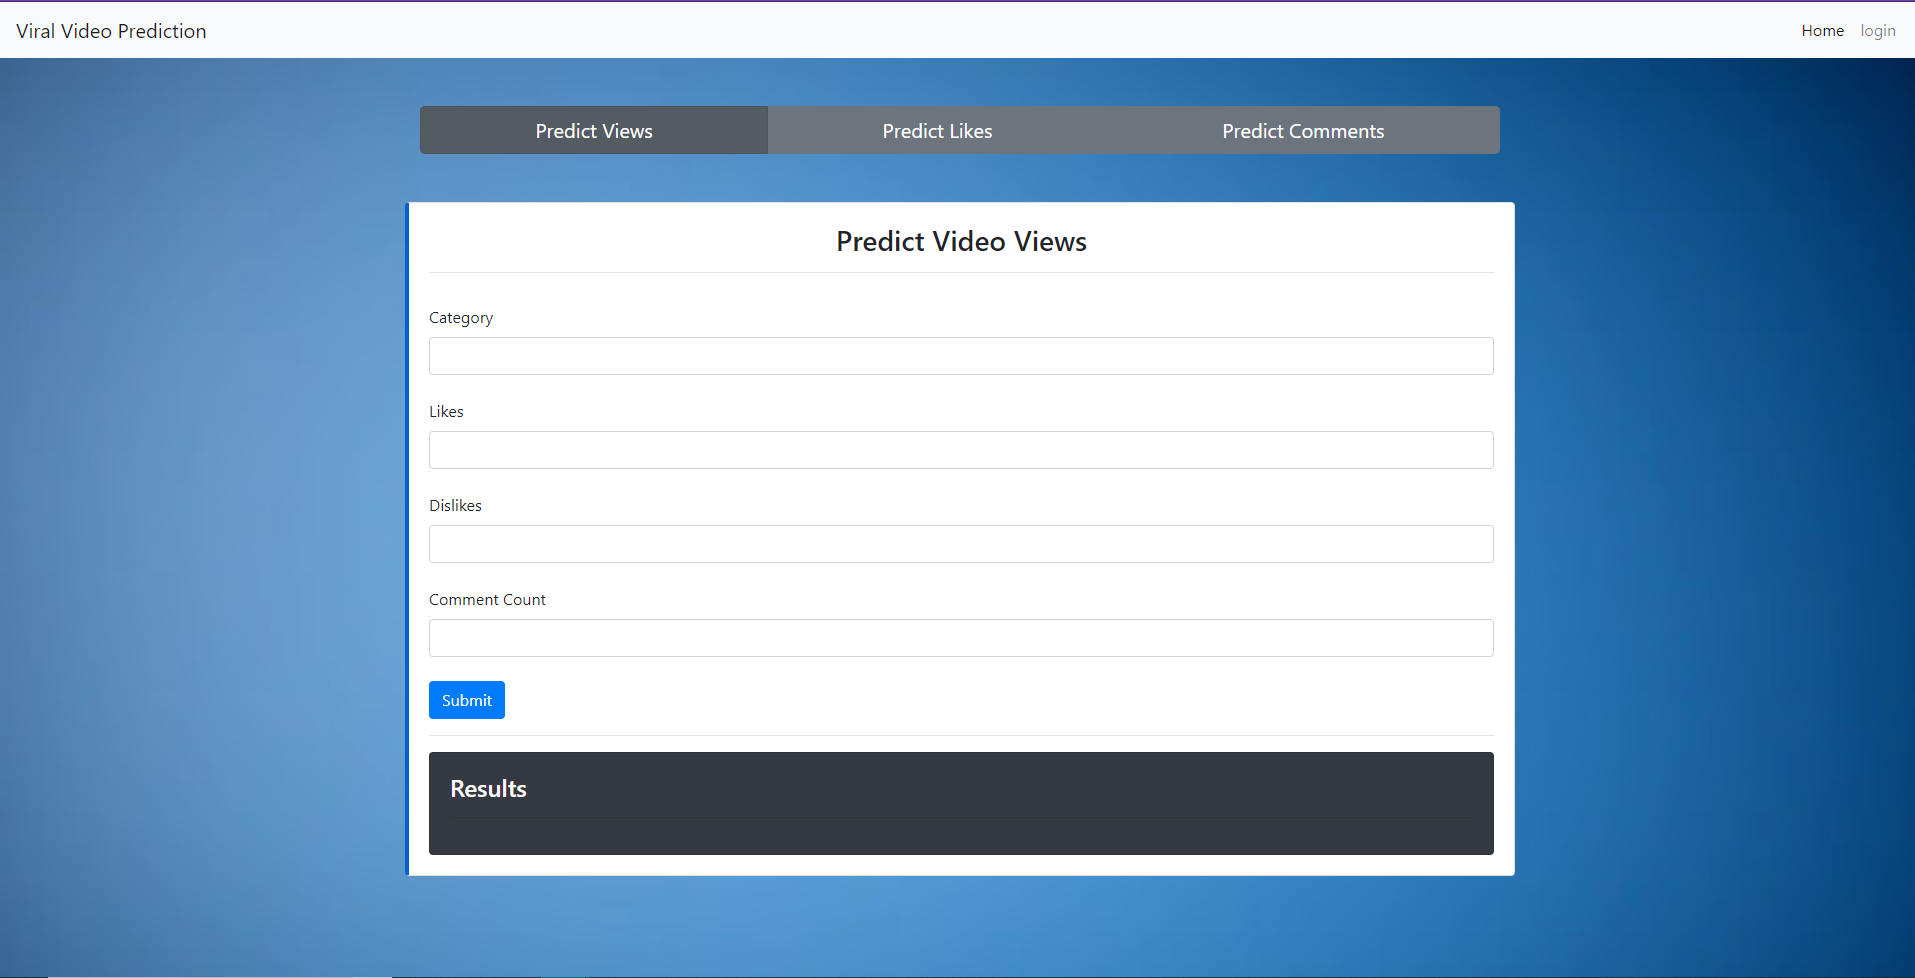 Viral Video Prediction Home login
Predict Views Predict Likes Predict Comments
Predict Video Views
Category
Likes
Dislikes
Comment Count
Submit
Results